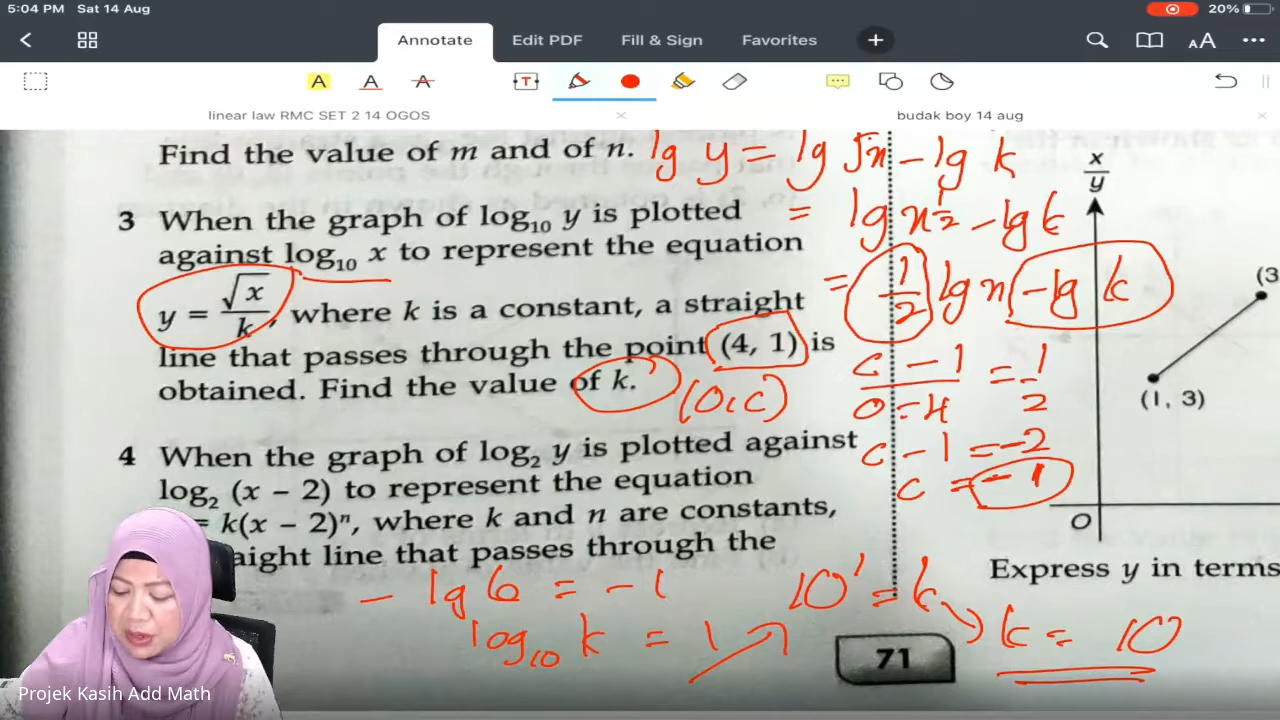 5:04 PM Sat 14 Aug
20%
Annotate
Edit PDF
Fill & Sign
Favorites
linear law RMC SET 2 14 OGOS
budak boy 14 aug
Find the value of m and of n.
lg y = lg √x − lg k
= lg x^½ − lg k
= ½ lg x − lg k
3 When the graph of log₁₀ y is plotted
against log₁₀ x to represent the equation
y = √x / k, where k is a constant, a straight
line that passes through the point (4, 1) is
obtained. Find the value of k.
(0, c)
c − 1 / 0 − 4 = 1 / 2
c − 1 = −2
c = −1
4 When the graph of log₂ y is plotted against
log₂ (x − 2) to represent the equation
= k(x − 2)ⁿ, where k and n are constants,
aight line that passes through the
− lg k = −1
log₁₀ k = 1
10¹ = k
k = 10
71
x/y
(3
(1, 3)
O
Express y in terms
Projek Kasih Add Math